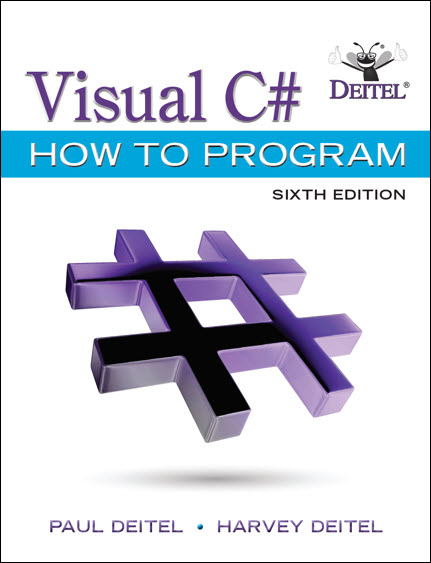 Visual C#
DEITEL®
HOW TO PROGRAM
SIXTH EDITION
PAUL DEITEL • HARVEY DEITEL